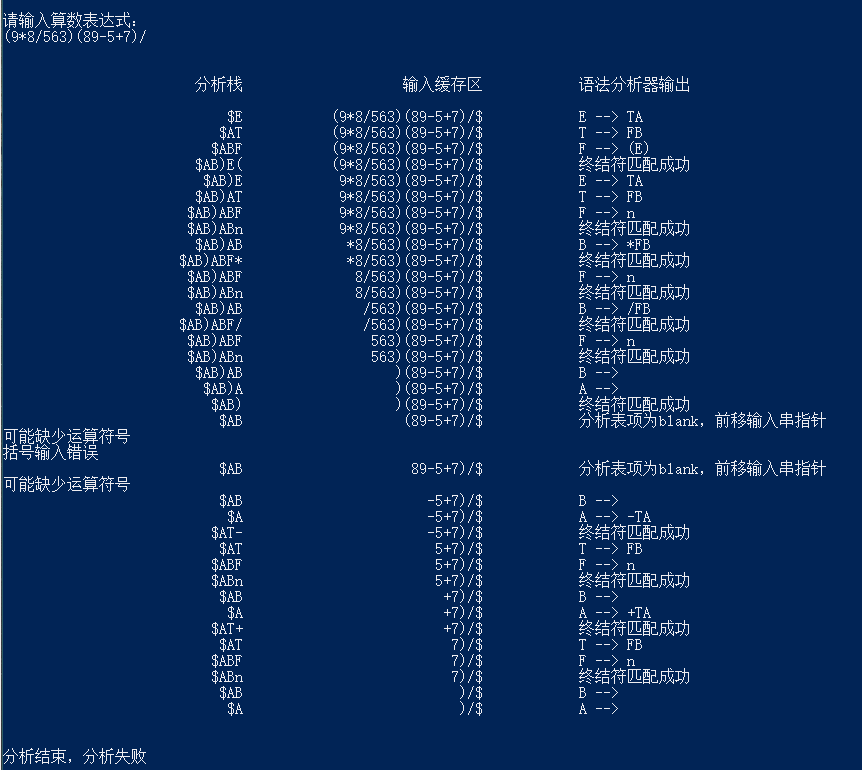 请输入算数表达式：
(9*8/563)(89-5+7)/
分析栈 输入缓存区 语法分析器输出
$E (9*8/563)(89-5+7)/$ E --> TA
$AT (9*8/563)(89-5+7)/$ T --> FB
$ABF (9*8/563)(89-5+7)/$ F --> (E)
$AB)E( (9*8/563)(89-5+7)/$ 终结符匹配成功
$AB)E 9*8/563)(89-5+7)/$ E --> TA
$AB)AT 9*8/563)(89-5+7)/$ T --> FB
$AB)ABF 9*8/563)(89-5+7)/$ F --> n
$AB)ABn 9*8/563)(89-5+7)/$ 终结符匹配成功
$AB)AB *8/563)(89-5+7)/$ B --> *FB
$AB)ABF* *8/563)(89-5+7)/$ 终结符匹配成功
$AB)ABF 8/563)(89-5+7)/$ F --> n
$AB)ABn 8/563)(89-5+7)/$ 终结符匹配成功
$AB)AB /563)(89-5+7)/$ B --> /FB
$AB)ABF/ /563)(89-5+7)/$ 终结符匹配成功
$AB)ABF 563)(89-5+7)/$ F --> n
$AB)ABn 563)(89-5+7)/$ 终结符匹配成功
$AB)AB )(89-5+7)/$ B -->
$AB)A )(89-5+7)/$ A -->
$AB) )(89-5+7)/$ 终结符匹配成功
$AB (89-5+7)/$ 分析表项为blank，前移输入串指针
可能缺少运算符号
括号输入错误
$AB 89-5+7)/$ 分析表项为blank，前移输入串指针
可能缺少运算符号
$AB -5+7)/$ B -->
$A -5+7)/$ A --> -TA
$AT- -5+7)/$ 终结符匹配成功
$AT 5+7)/$ T --> FB
$ABF 5+7)/$ F --> n
$ABn 5+7)/$ 终结符匹配成功
$AB +7)/$ B -->
$A +7)/$ A --> +TA
$AT+ +7)/$ 终结符匹配成功
$AT 7)/$ T --> FB
$ABF 7)/$ F --> n
$ABn 7)/$ 终结符匹配成功
$AB )/$ B -->
$A )/$ A -->
分析结束，分析失败